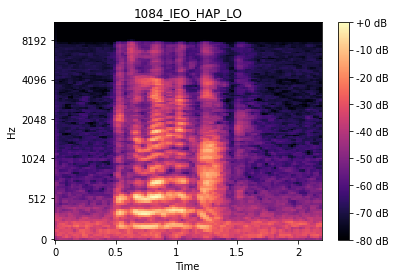 1084_IEO_HAP_LO
+0 dB
8192
-10 dB
4096
-20 dB
-30 dB
2048
Hz
-40 dB
1024
-50 dB
512
-60 dB
-70 dB
0
-80 dB
0
0.5
1
1.5
2
Time